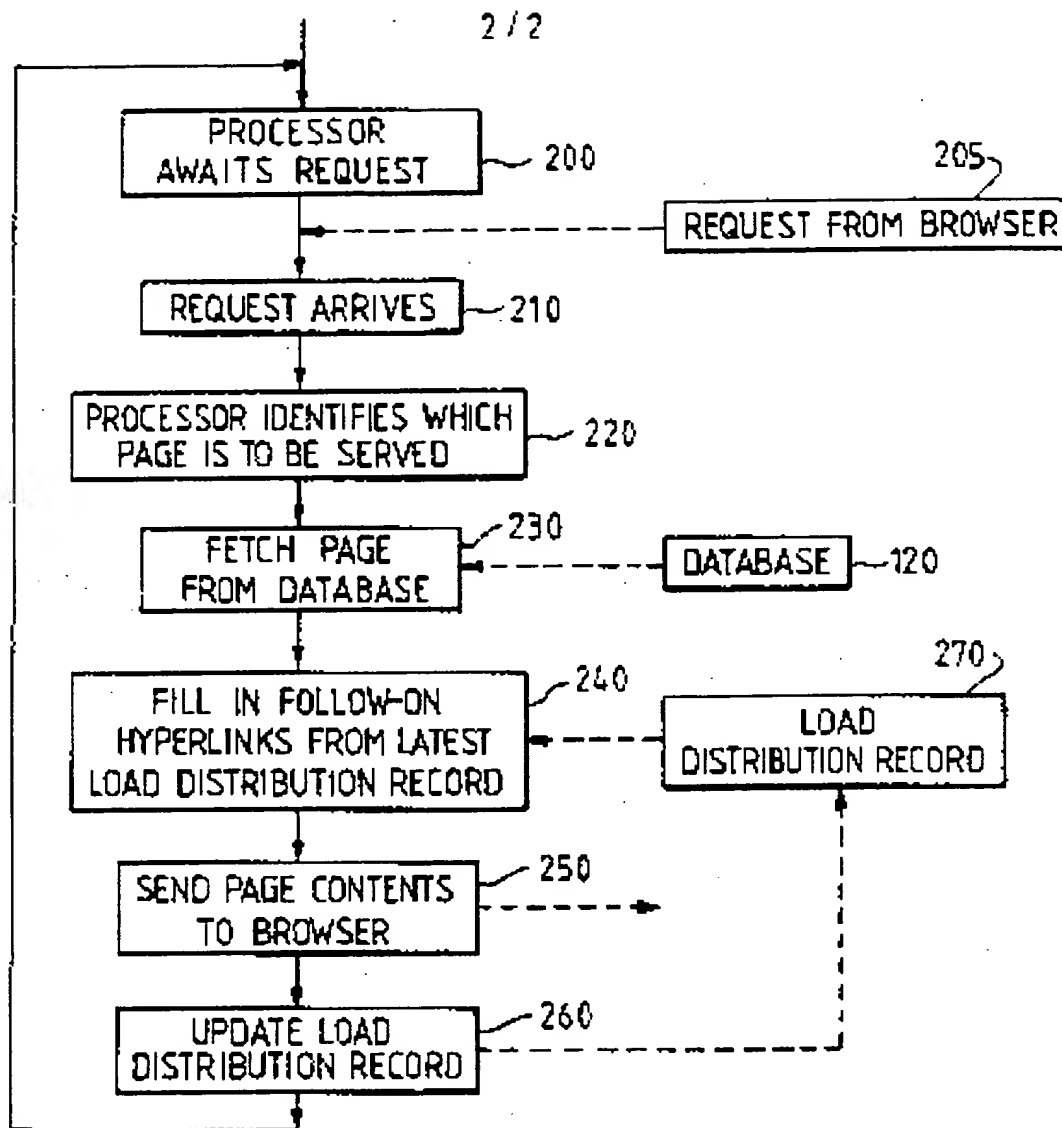 2/2
PROCESSOR
AWAITS REQUEST
200
205
REQUEST FROM BROWSER
REQUEST ARRIVES
210
PROCESSOR IDENTIFIES WHICH
PAGE IS TO BE SERVED
220
230
FETCH PAGE
FROM DATABASE
DATABASE
120
240
FILL IN FOLLOW-ON
HYPERLINKS FROM LATEST
LOAD DISTRIBUTION RECORD
270
LOAD
DISTRIBUTION RECORD
250
SEND PAGE CONTENTS
TO BROWSER
260
UPDATE LOAD
DISTRIBUTION RECORD